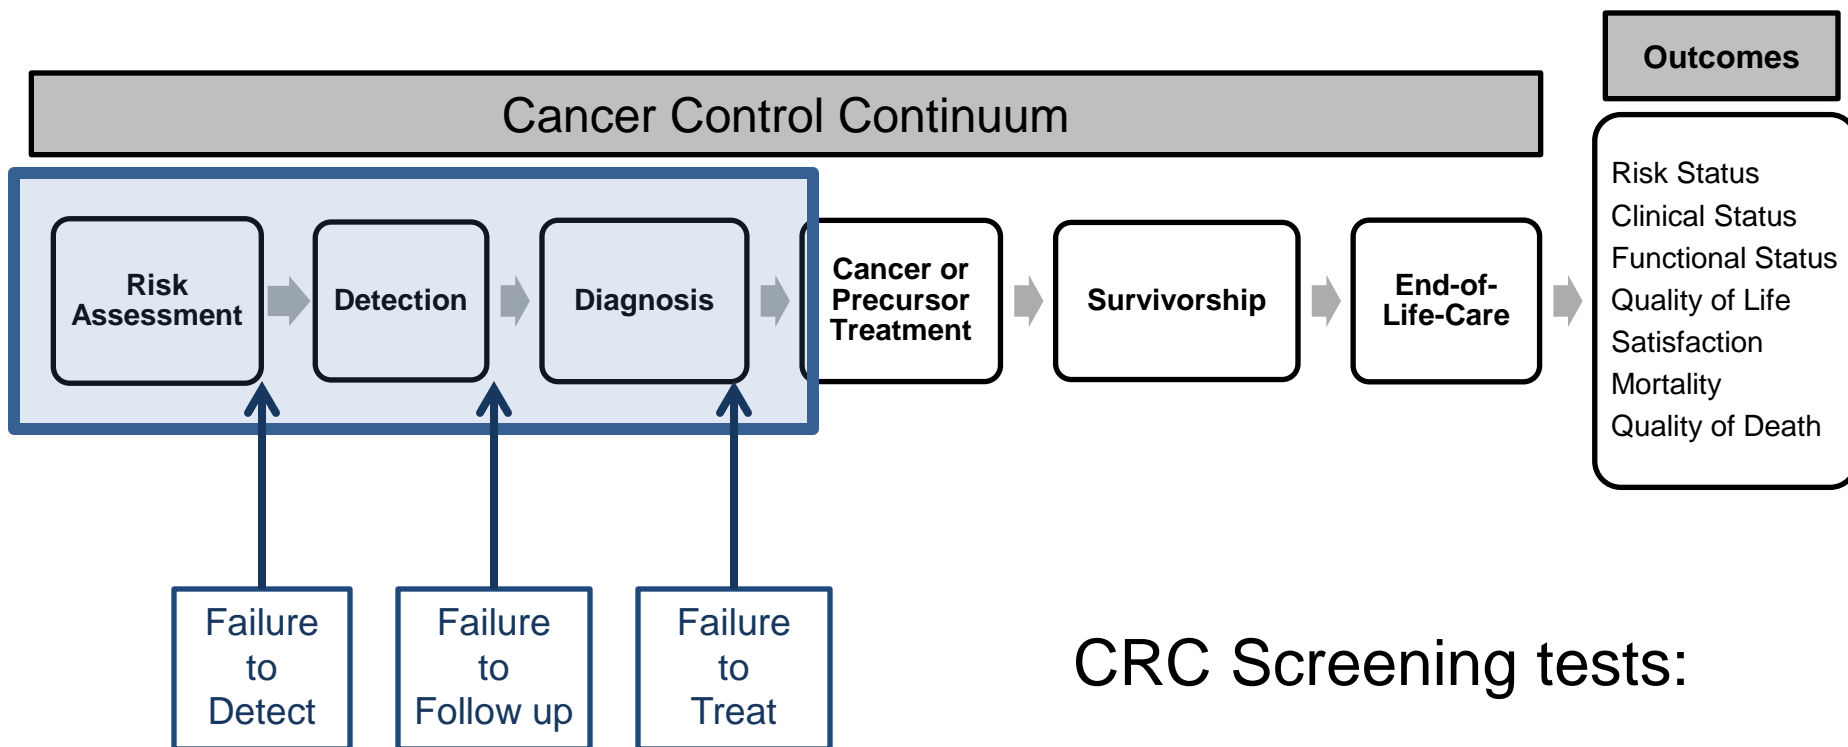 Outcomes
Cancer Control Continuum
Risk
Assessment
Detection
Diagnosis
Cancer or
Precursor
Treatment
Survivorship
End-of-
Life-Care
Risk Status
Clinical Status
Functional Status
Quality of Life
Satisfaction
Mortality
Quality of Death
Failure
to
Detect
Failure
to
Follow up
Failure
to
Treat
CRC Screening tests: